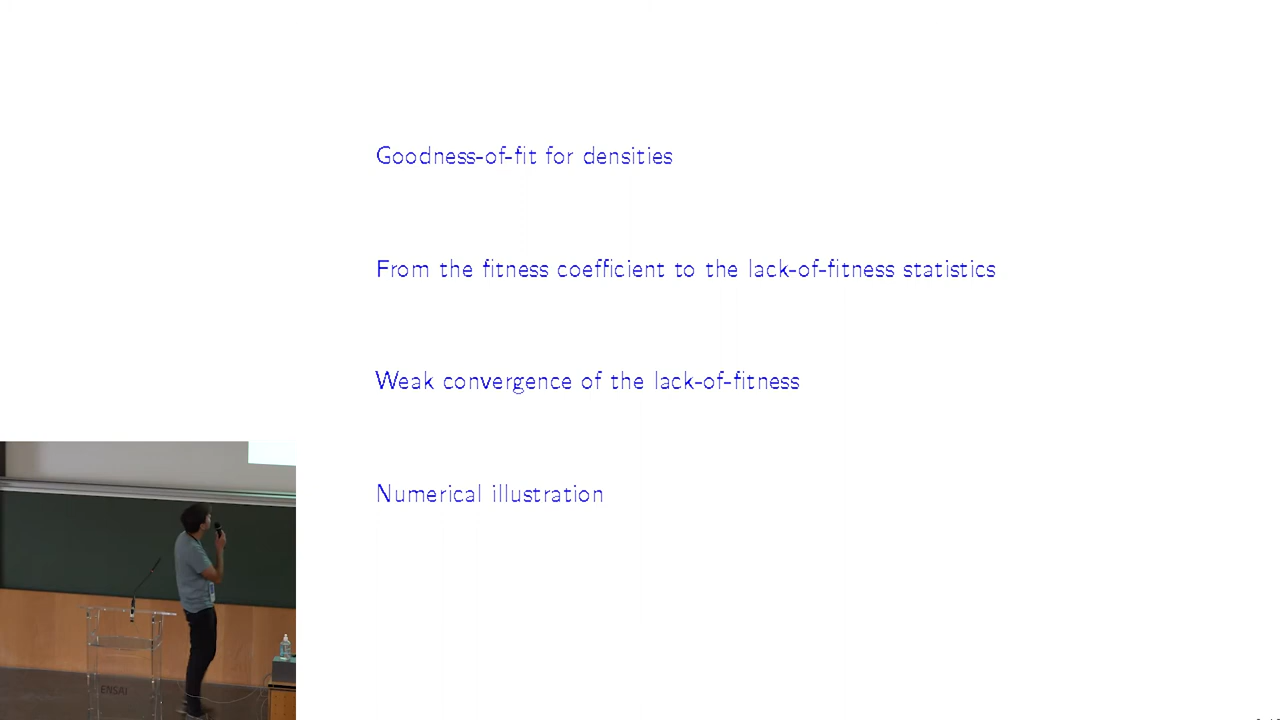 Goodness-of-fit for densities
From the fitness coefficient to the lack-of-fitness statistics
Weak convergence of the lack-of-fitness
Numerical illustration
ENSAI